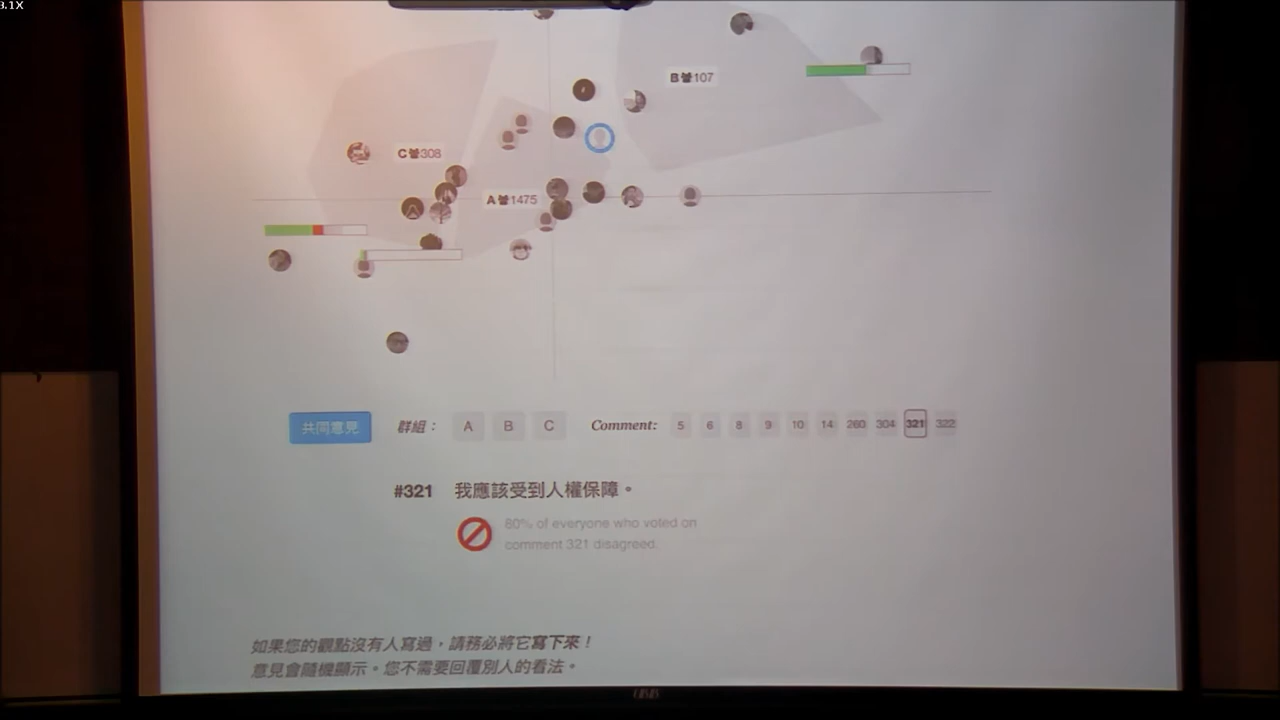 3.1X
B 107
C 308
A 1475
共同意見 群組： A B C Comment: 5 6 8 9 10 14 260 304 321 322
#321 我應該受到人權保障。
80% of everyone who voted on
comment 321 disagreed.
如果您的觀點沒有人寫過，請務必將它寫下來！
意見會隨機顯示。您不需要回覆別人的看法。